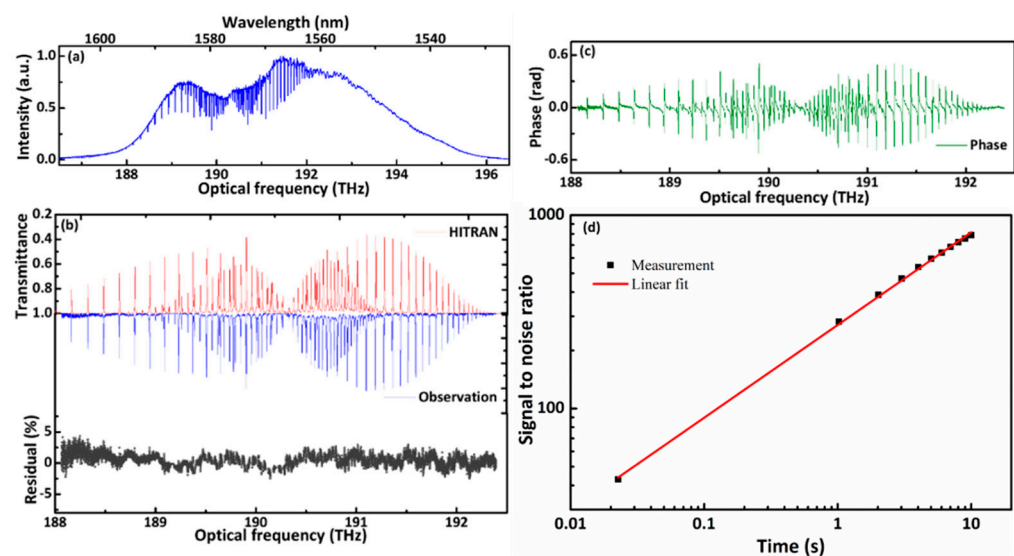 Wavelength (nm)
1600 1580 1560 1540
(a)
Intensity (a.u.)
1.0
0.5
0.0
188 190 192 194 196
Optical frequency (THz)
(b)
Transmittance
0.2
0.4
0.6
0.8
1.0
HITRAN
Observation
Residual (%)
5
0
-5
188 189 190 191 192
Optical frequency (THz)
(c)
Phase (rad)
0.6
0.0
-0.6
Phase
188 189 190 191 192
Optical frequency (THz)
(d)
Signal to noise ratio
1000
100
Measurement
Linear fit
0.01 0.1 1 10
Time (s)